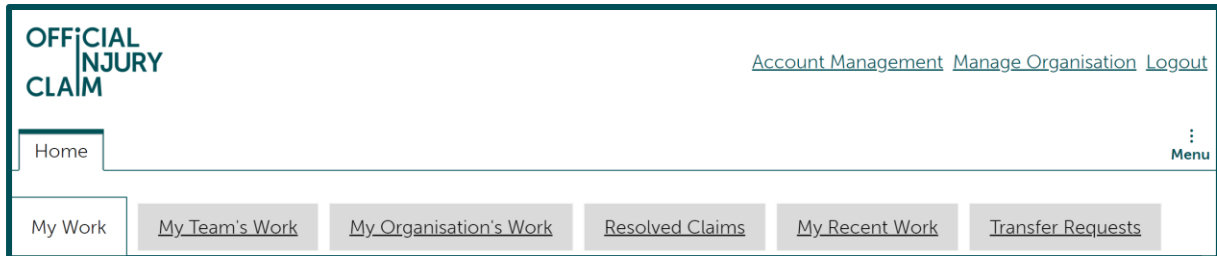 OFFiCIAL
INJURY
CLAIM
Account Management Manage Organisation Logout
Home
Menu
My Work My Team's Work My Organisation's Work Resolved Claims My Recent Work Transfer Requests